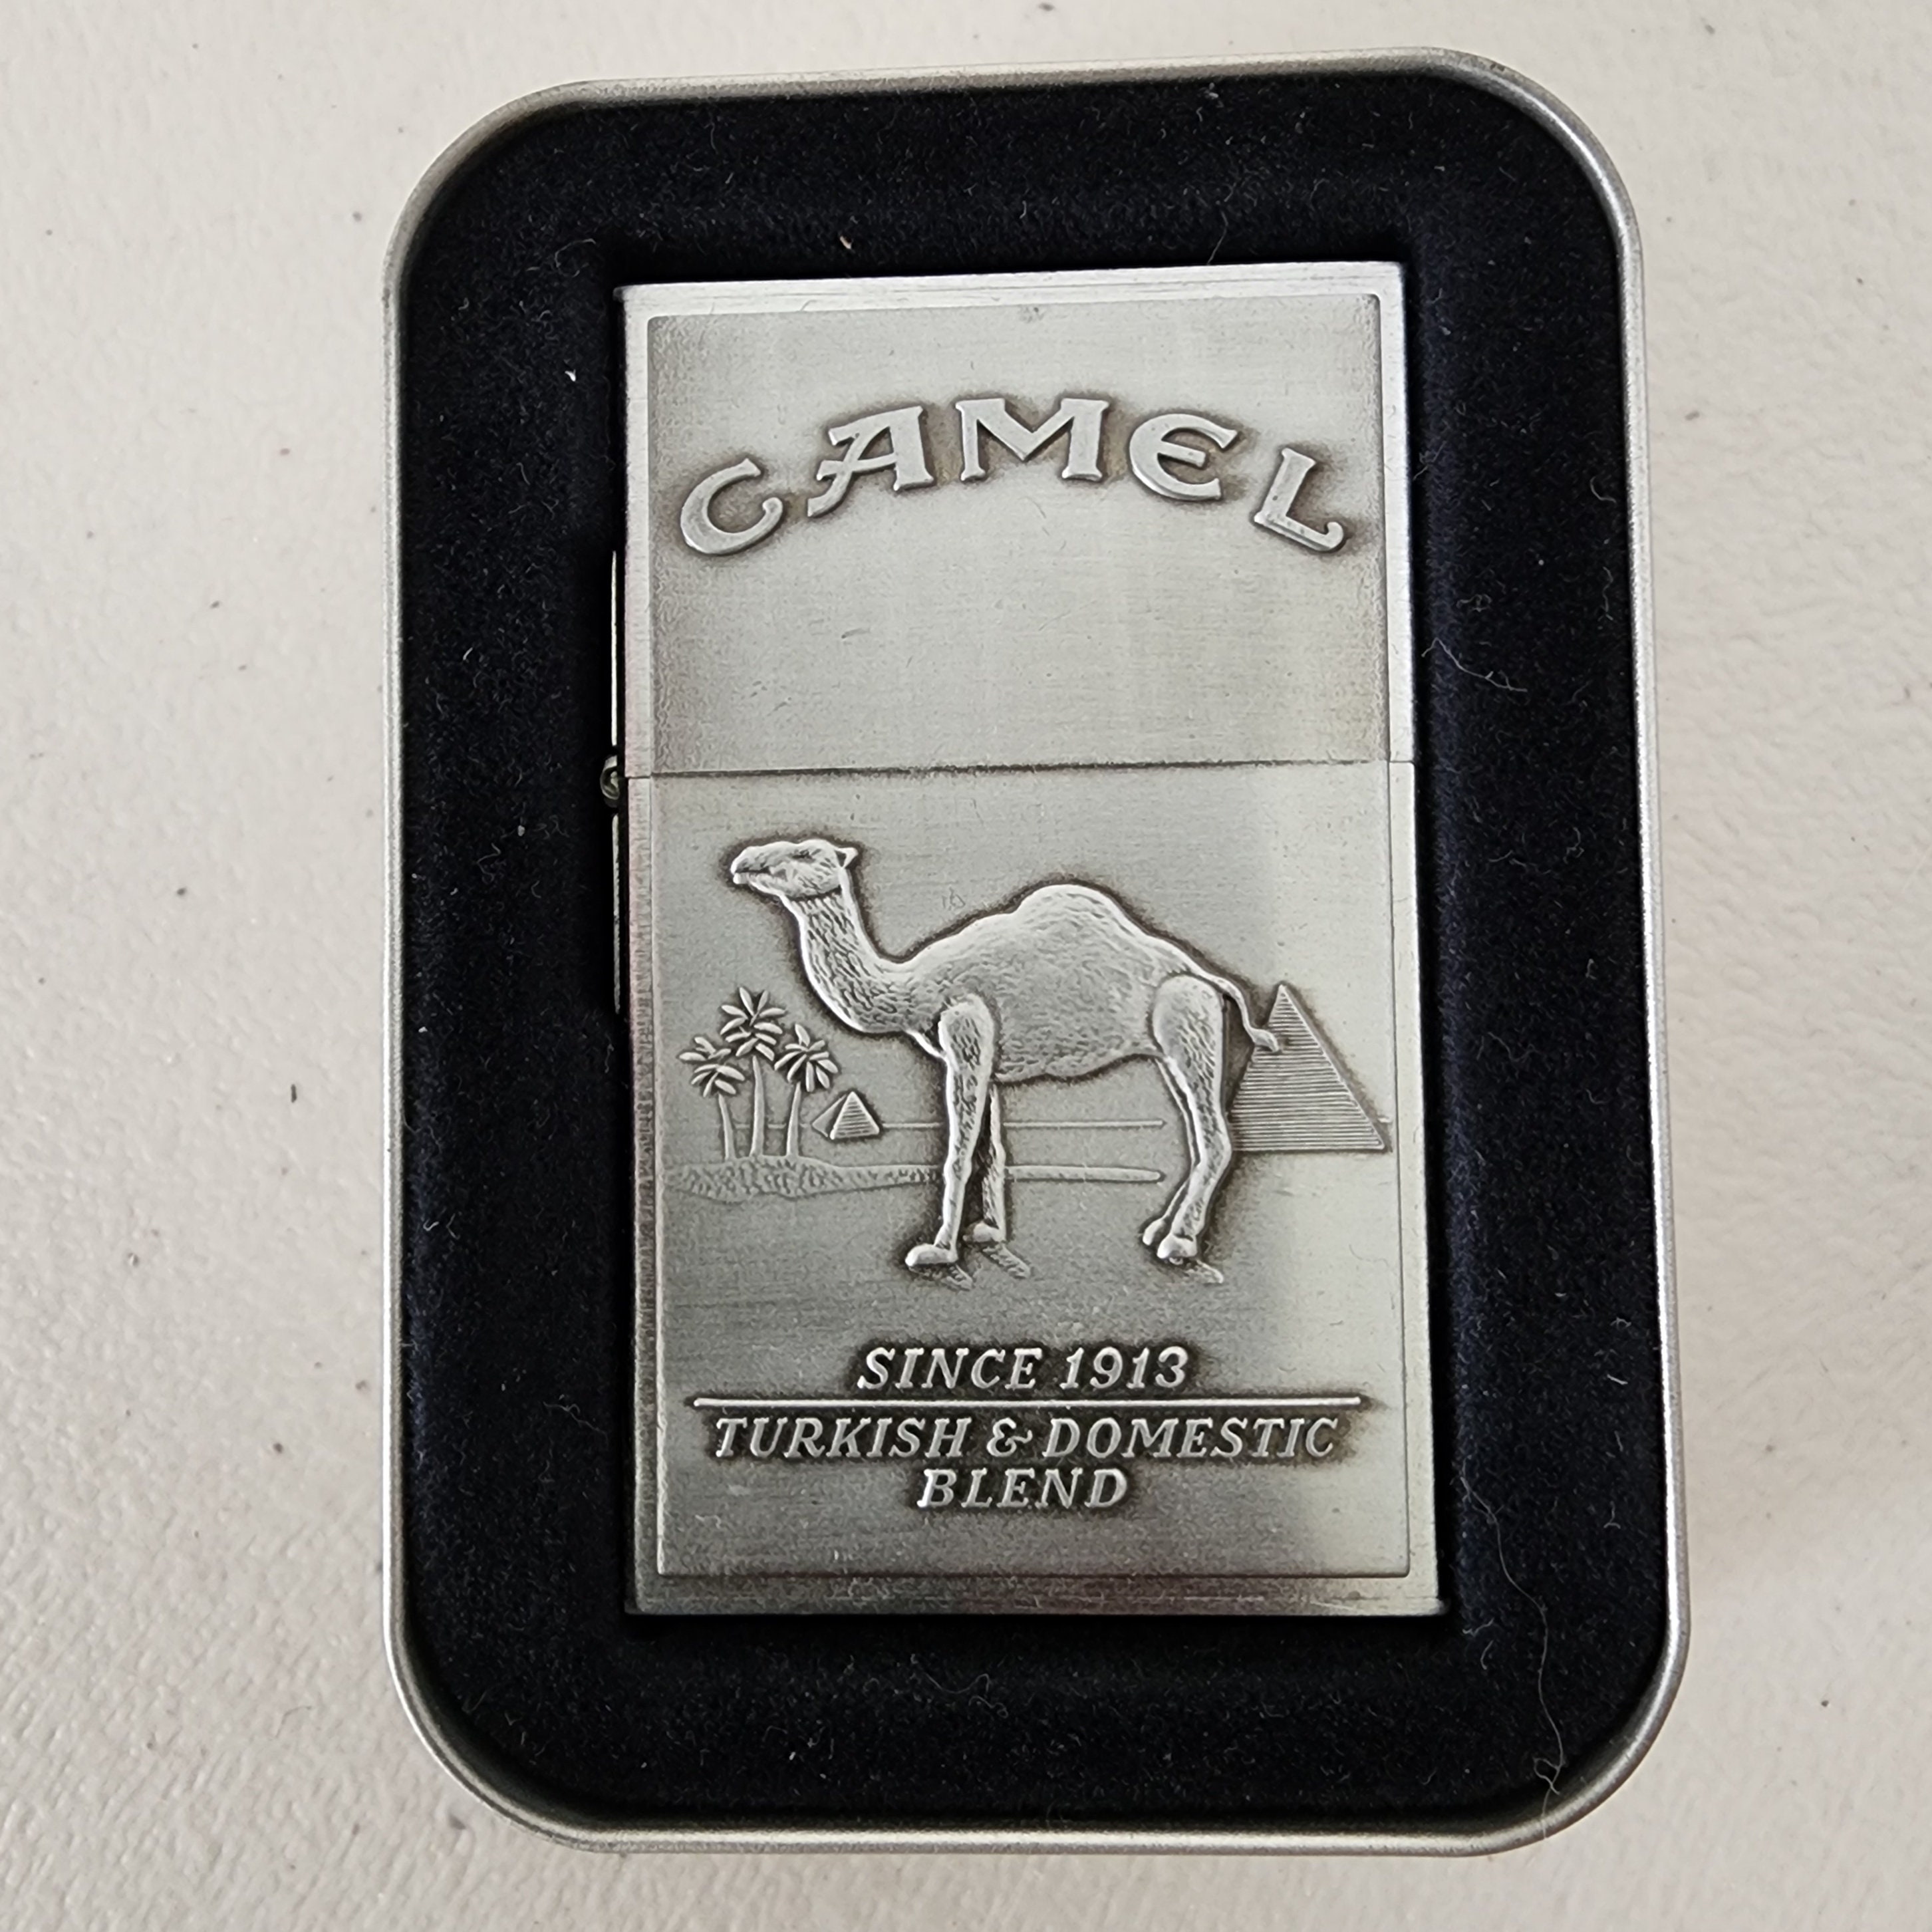 CAMEL
SINCE 1913
TURKISH & DOMESTIC
BLEND